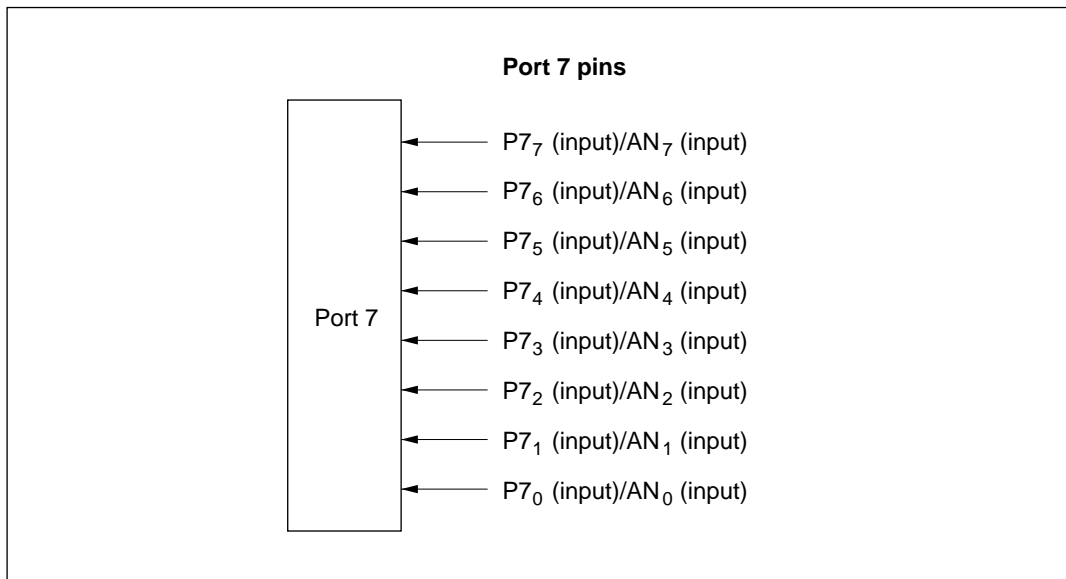 Port 7 pins
P7₇ (input)/AN₇ (input)
P7₆ (input)/AN₆ (input)
P7₅ (input)/AN₅ (input)
P7₄ (input)/AN₄ (input)
Port 7
P7₃ (input)/AN₃ (input)
P7₂ (input)/AN₂ (input)
P7₁ (input)/AN₁ (input)
P7₀ (input)/AN₀ (input)